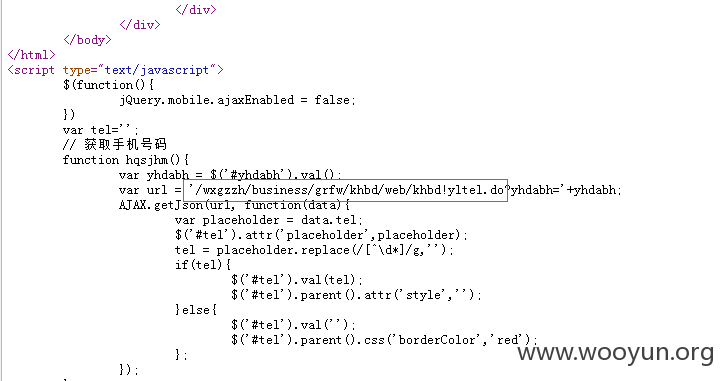 </div>
</div>
</body>
</html>
<script type="text/javascript">
$(function(){
jQuery.mobile.ajaxEnabled = false;
})
var tel='';
// 获取手机号码
function hqsjhm(){
var yhdabh = $('#yhdabh').val();
var url = '/wxgzzh/business/grfw/khbd/web/khbd!yltel.do?yhdabh='+yhdabh;
AJAX.getJson(url, function(data){
var placeholder = data.tel;
$('#tel').attr('placeholder',placeholder);
tel = placeholder.replace(/[^\d*]/g,'');
if(tel){
$('#tel').val(tel);
$('#tel').parent().attr('style','');
}else{
$('#tel').val('');
$('#tel').parent().css('borderColor','red');
};
});
www.wooyun.org